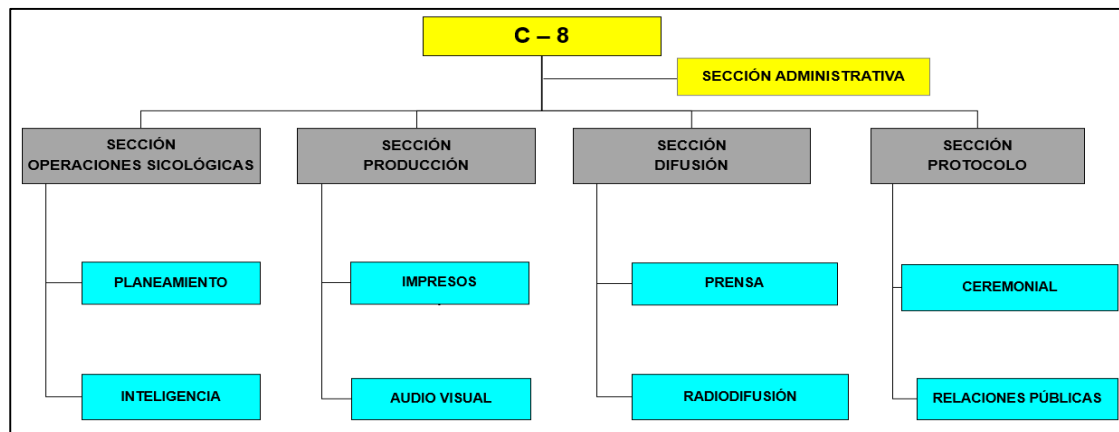 C – 8
SECCIÓN ADMINISTRATIVA
SECCIÓN
OPERACIONES SICOLÓGICAS
SECCIÓN
PRODUCCIÓN
SECCIÓN
DIFUSIÓN
SECCIÓN
PROTOCOLO
PLANEAMIENTO
IMPRESOS
PRENSA
CEREMONIAL
INTELIGENCIA
AUDIO VISUAL
RADIODIFUSIÓN
RELACIONES PÚBLICAS